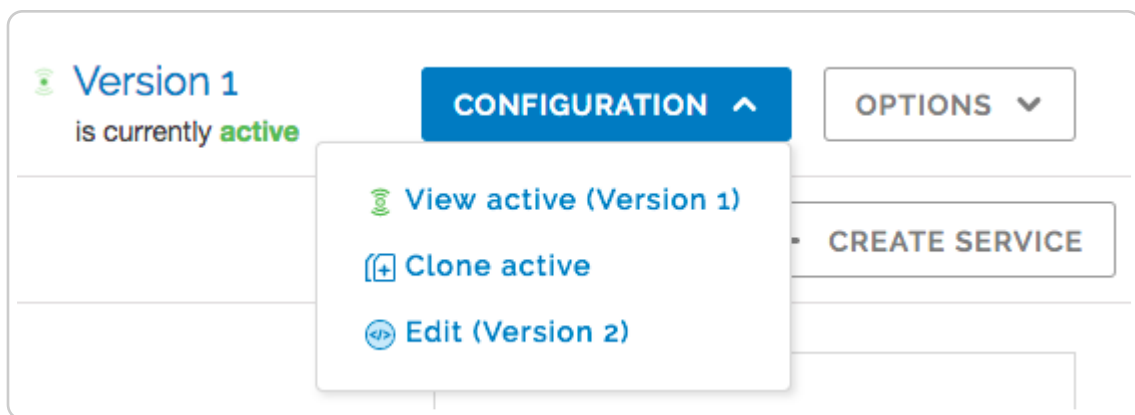 Version 1
is currently active
CONFIGURATION
OPTIONS
View active (Version 1)
Clone active
Edit (Version 2)
CREATE SERVICE